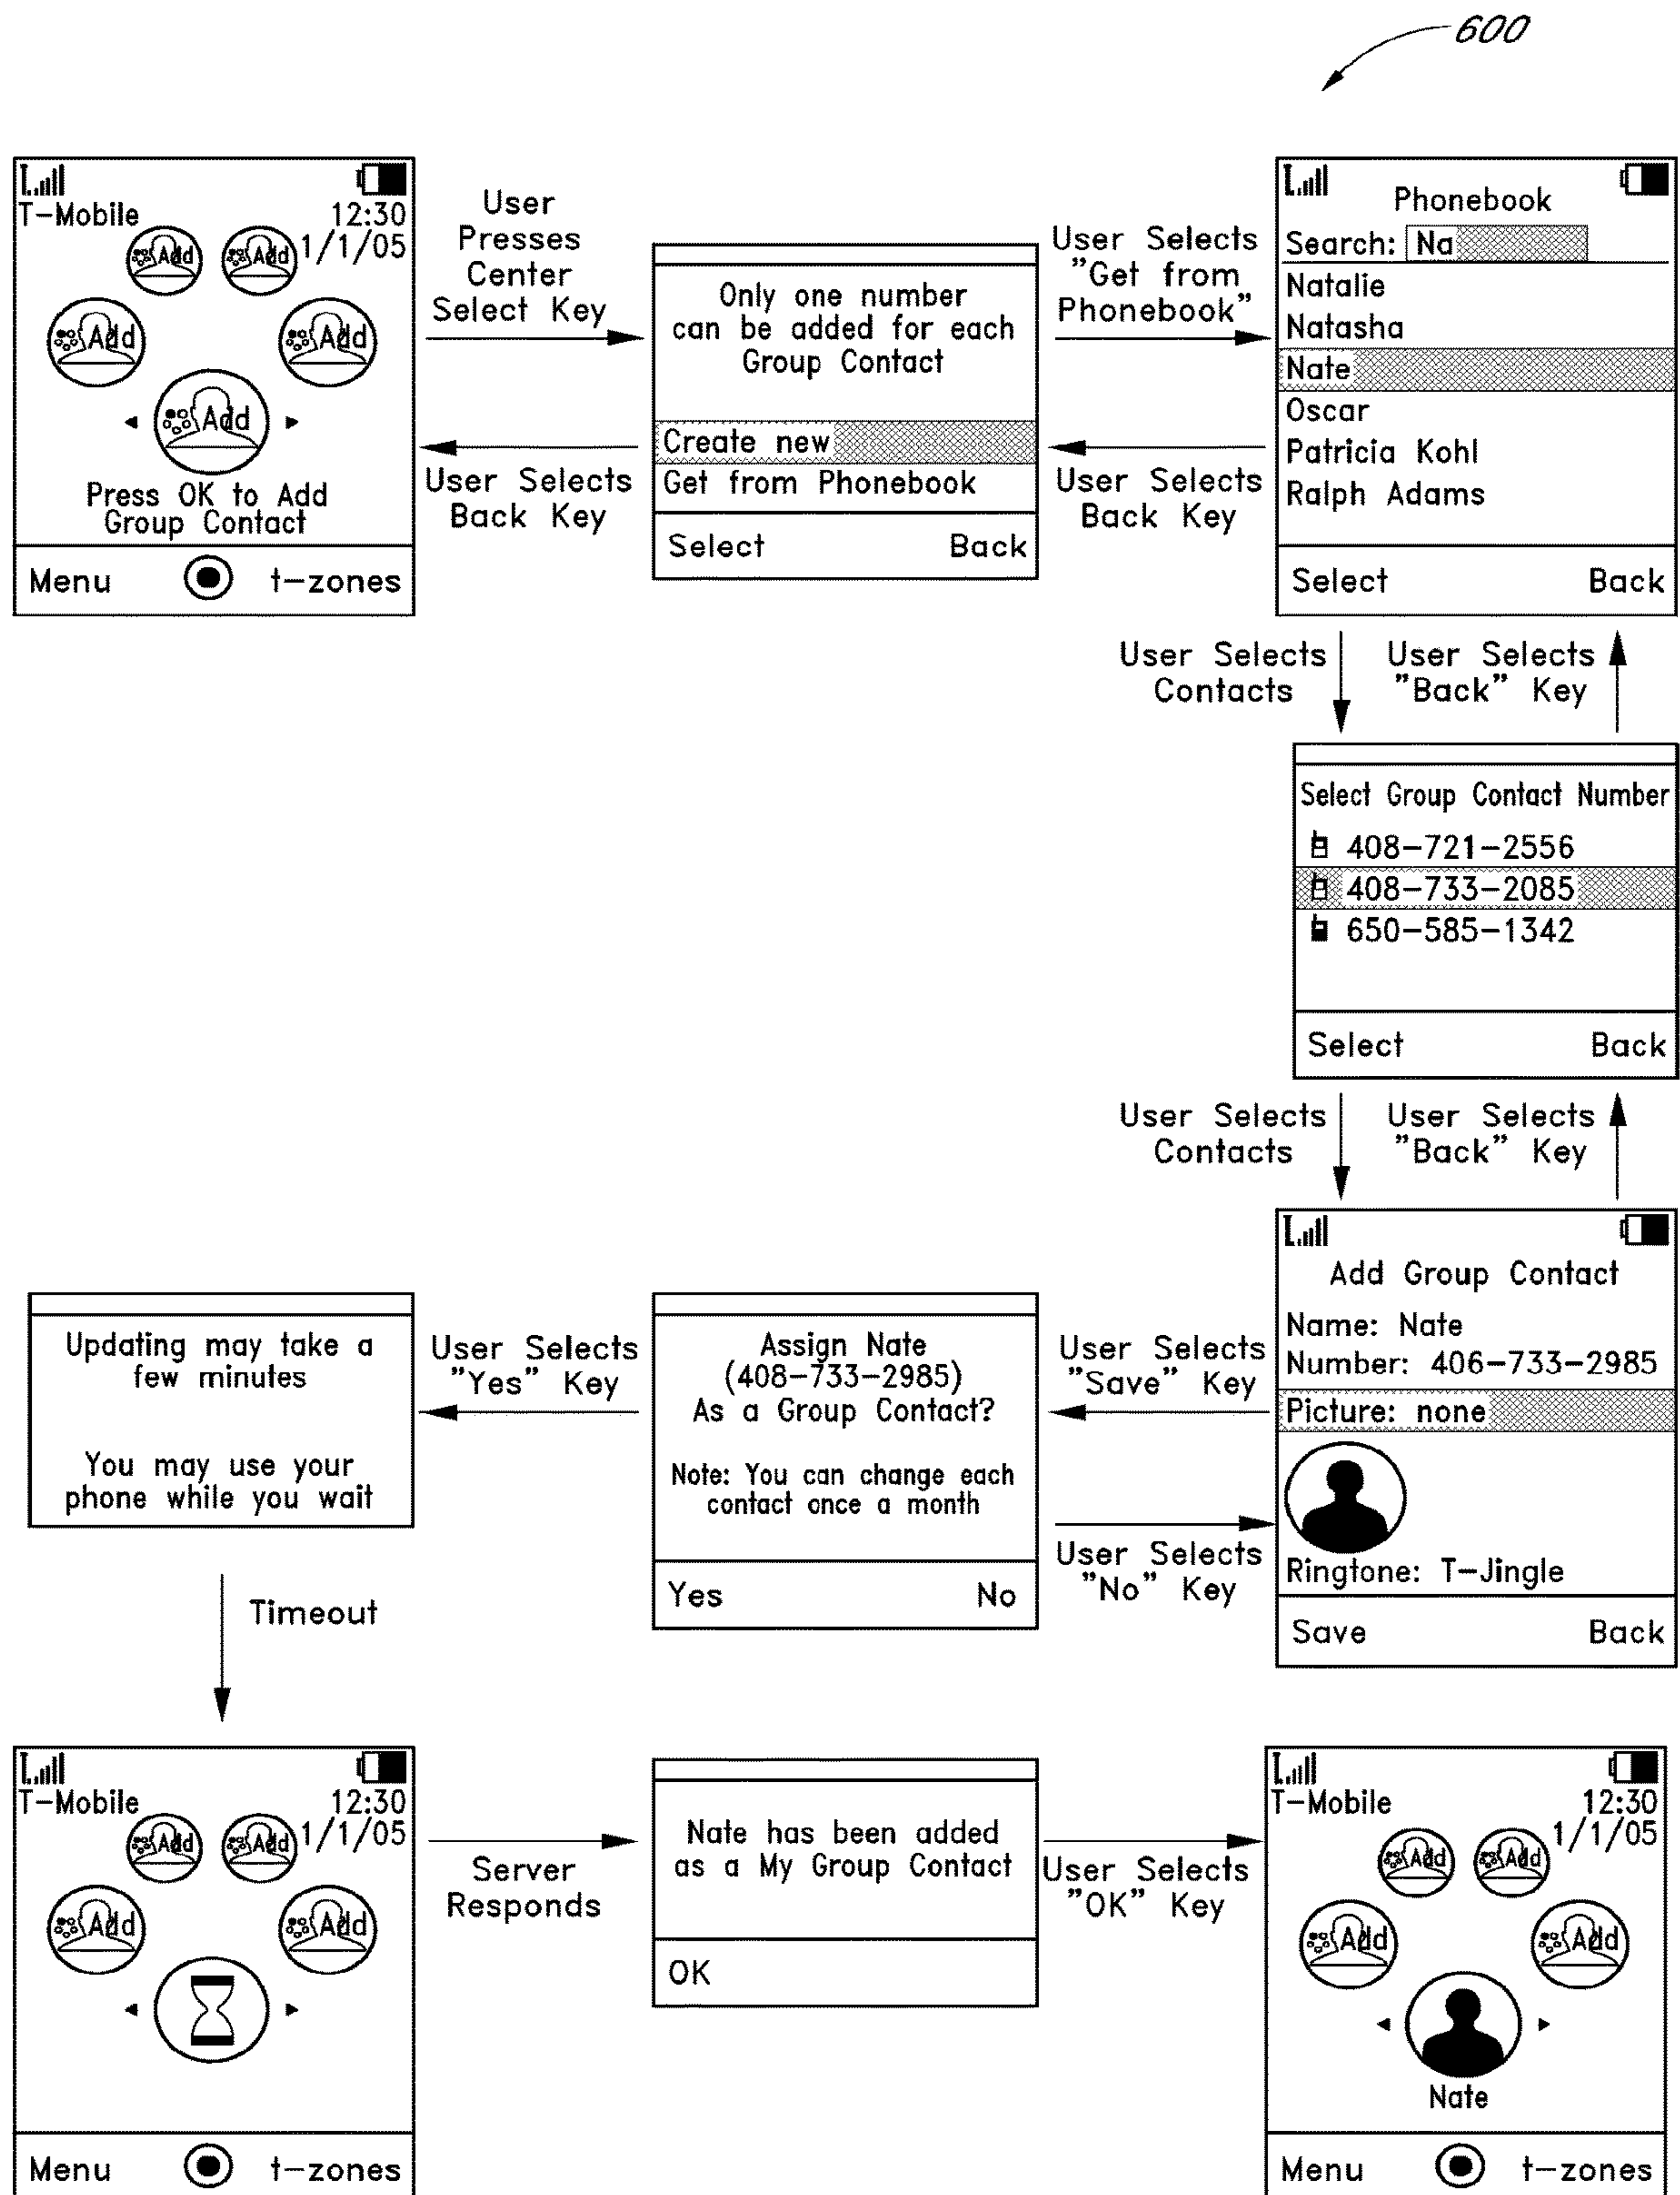 600
T-Mobile
12:30
1/1/05
Add
Add
Add
Add
Add
Press OK to Add
Group Contact
Menu
t-zones
User
Presses
Center
Select Key
User Selects
Back Key
Only one number
can be added for each
Group Contact
Create new
Get from Phonebook
Select
Back
User Selects
"Get from
Phonebook"
User Selects
Back Key
Phonebook
Search: Na
Natalie
Natasha
Nate
Oscar
Patricia Kohl
Ralph Adams
Select
Back
User Selects
Contacts
User Selects
"Back" Key
Select Group Contact Number
408-721-2556
408-733-2085
650-585-1342
Select
Back
User Selects
Contacts
User Selects
"Back" Key
Add Group Contact
Name: Nate
Number: 406-733-2985
Picture: none
Ringtone: T-Jingle
Save
Back
User Selects
"Save" Key
User Selects
"No" Key
Assign Nate
(408-733-2985)
As a Group Contact?
Note: You can change each
contact once a month
Yes
No
User Selects
"Yes" Key
Updating may take a
few minutes
You may use your
phone while you wait
Timeout
T-Mobile
12:30
1/1/05
Add
Add
Add
Add
Menu
t-zones
Server
Responds
Nate has been added
as a My Group Contact
OK
User Selects
"OK" Key
T-Mobile
12:30
1/1/05
Add
Add
Add
Add
Nate
Menu
t-zones